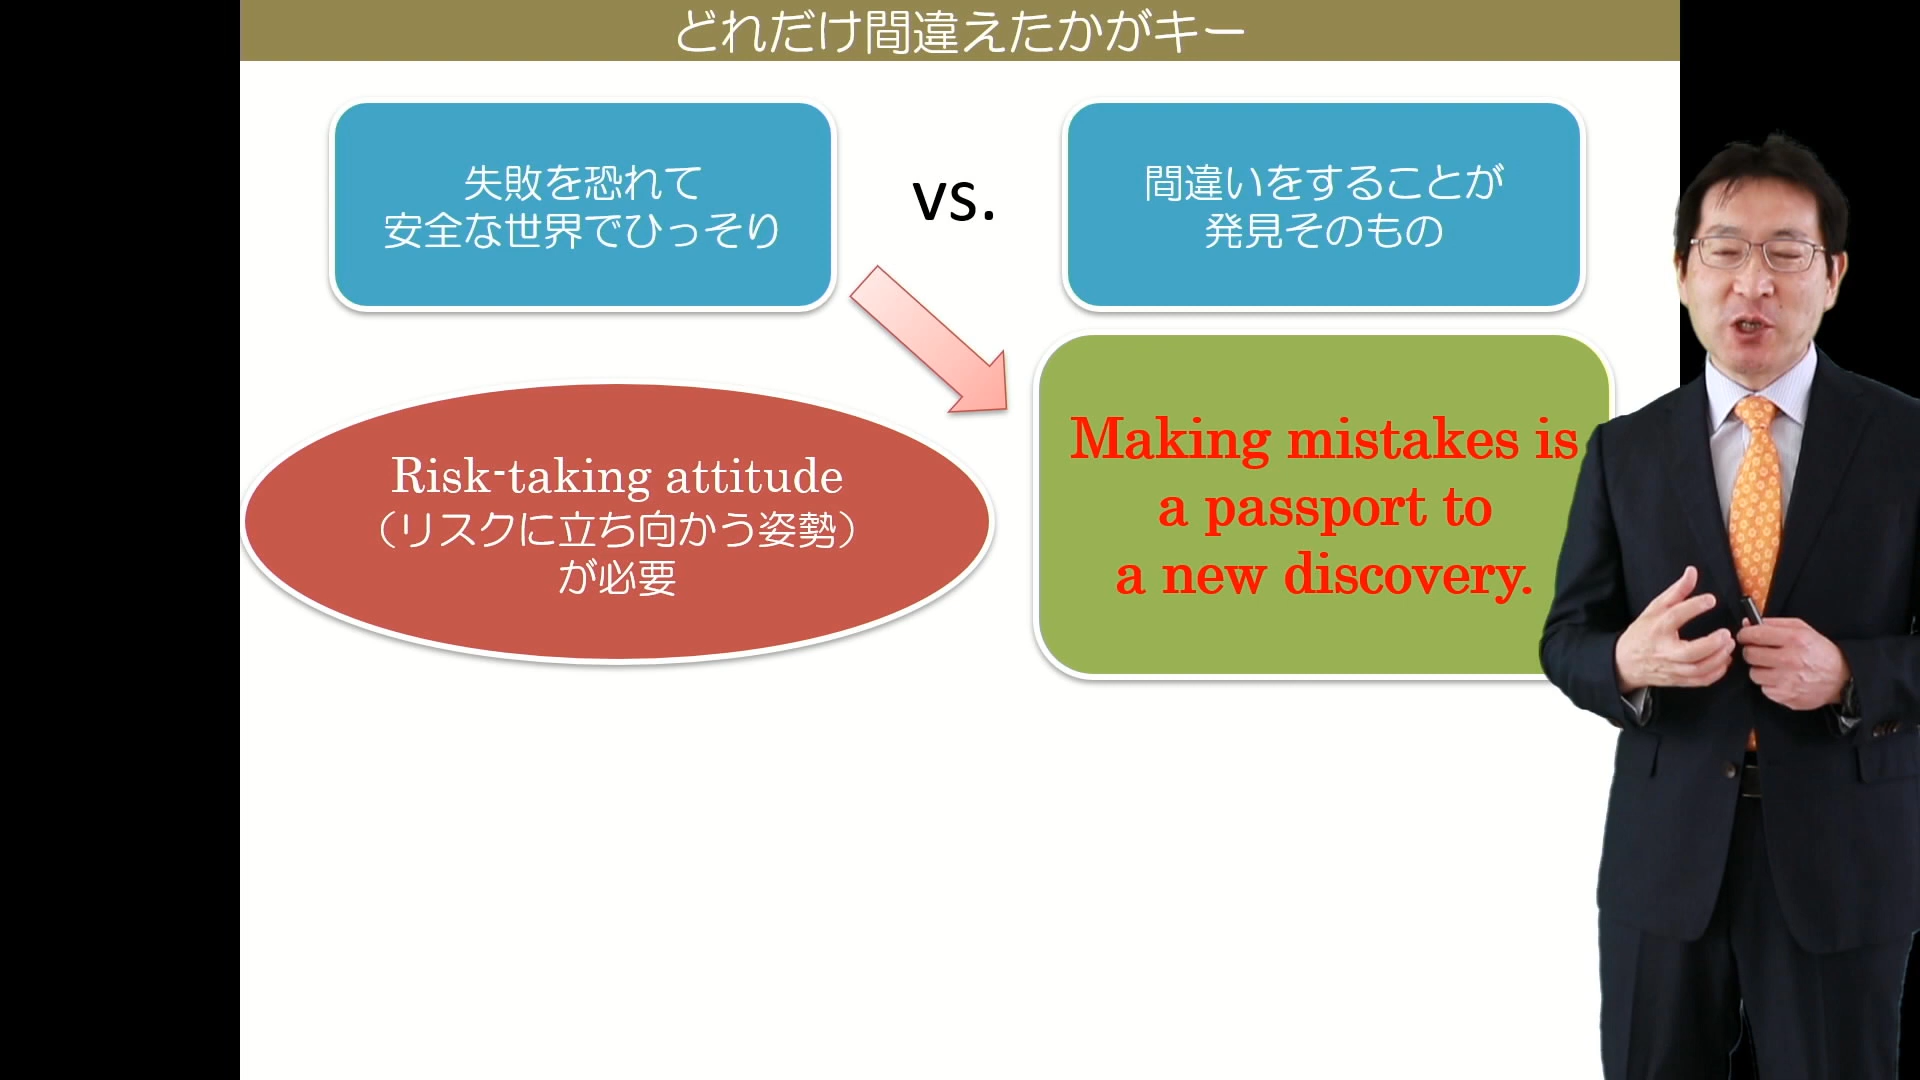 どれだけ間違えたかがキー
失敗を恐れて
安全な世界でひっそり
vs.
間違いをすることが
発見そのもの
Risk-taking attitude
（リスクに立ち向かう姿勢）
が必要
Making mistakes is
a passport to
a new discovery.